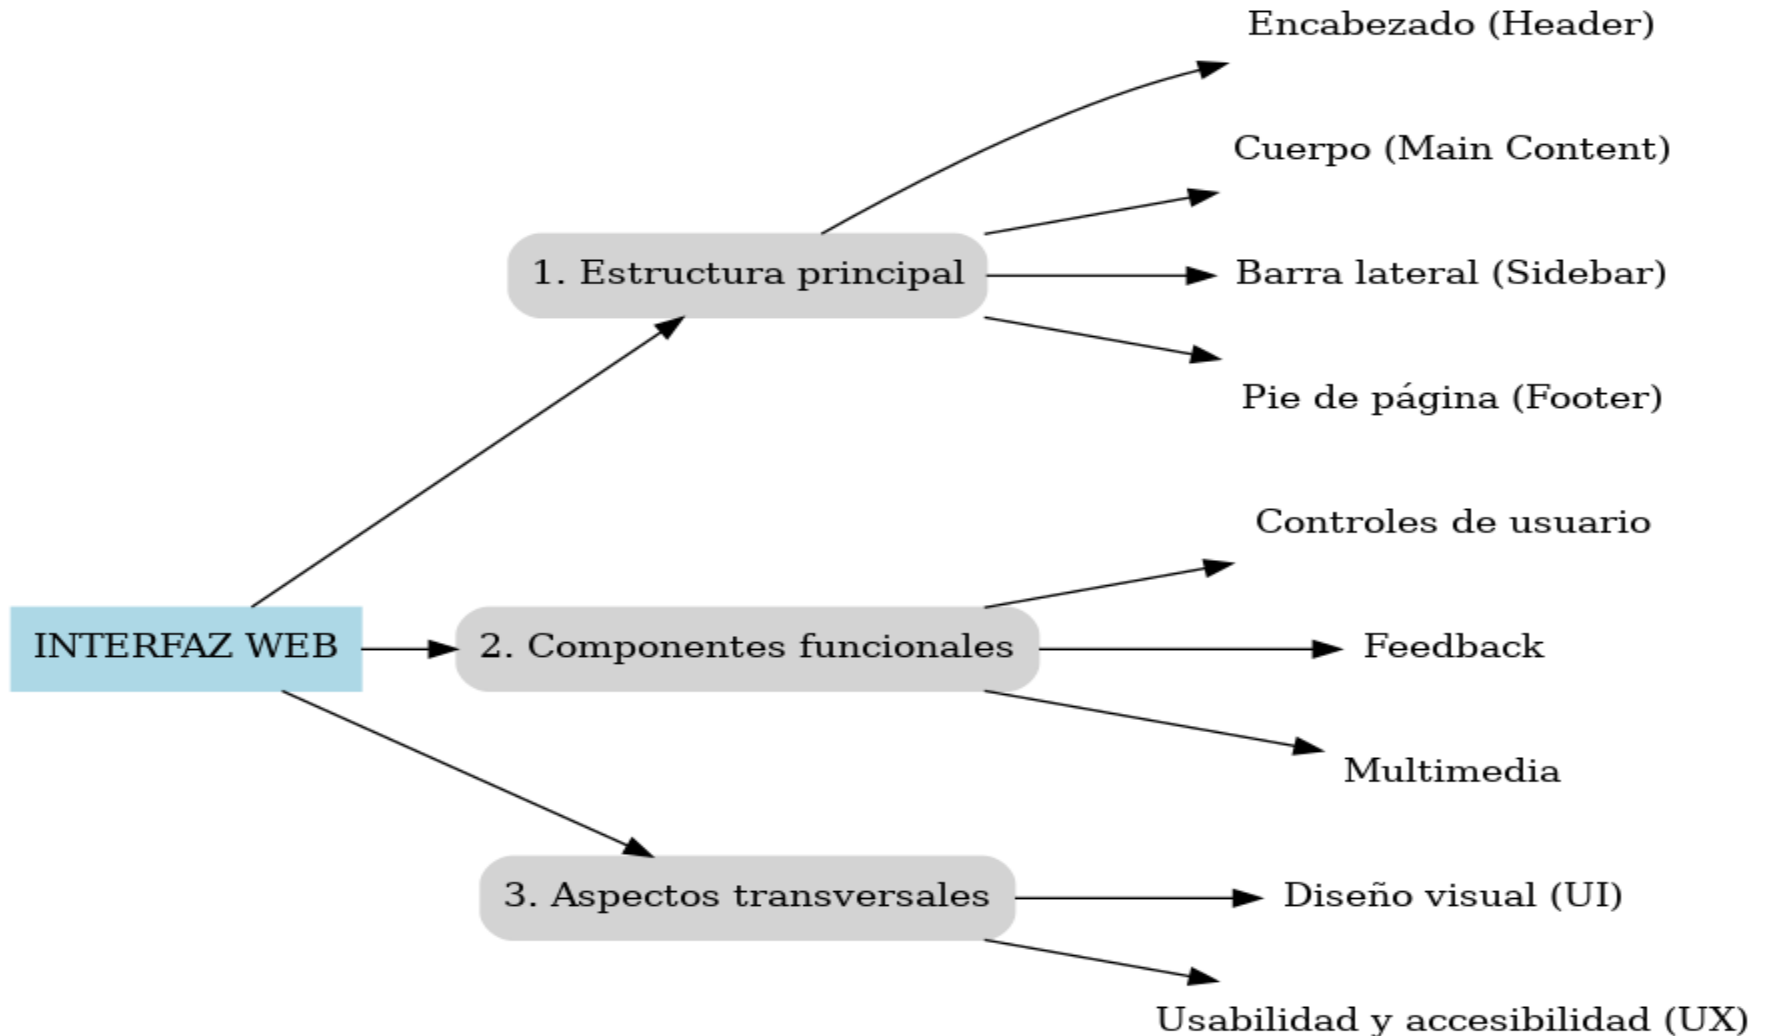 INTERFAZ WEB
1. Estructura principal
Encabezado (Header)
Cuerpo (Main Content)
Barra lateral (Sidebar)
Pie de página (Footer)
2. Componentes funcionales
Controles de usuario
Feedback
Multimedia
3. Aspectos transversales
Diseño visual (UI)
Usabilidad y accesibilidad (UX)